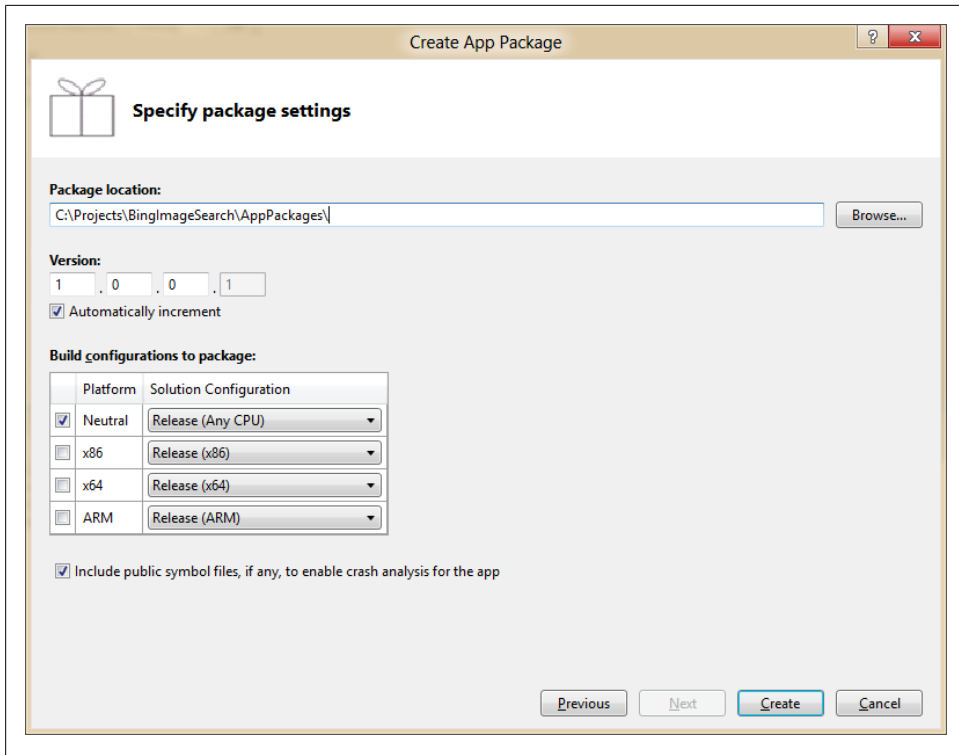 Create App Package
? x
Specify package settings
Package location:
C:\Projects\BingImageSearch\AppPackages\
Browse...
Version:
1 . 0 . 0 . 1
Automatically increment
Build configurations to package:
Platform Solution Configuration
Neutral Release (Any CPU)
x86 Release (x86)
x64 Release (x64)
ARM Release (ARM)
Include public symbol files, if any, to enable crash analysis for the app
Previous Next Create Cancel